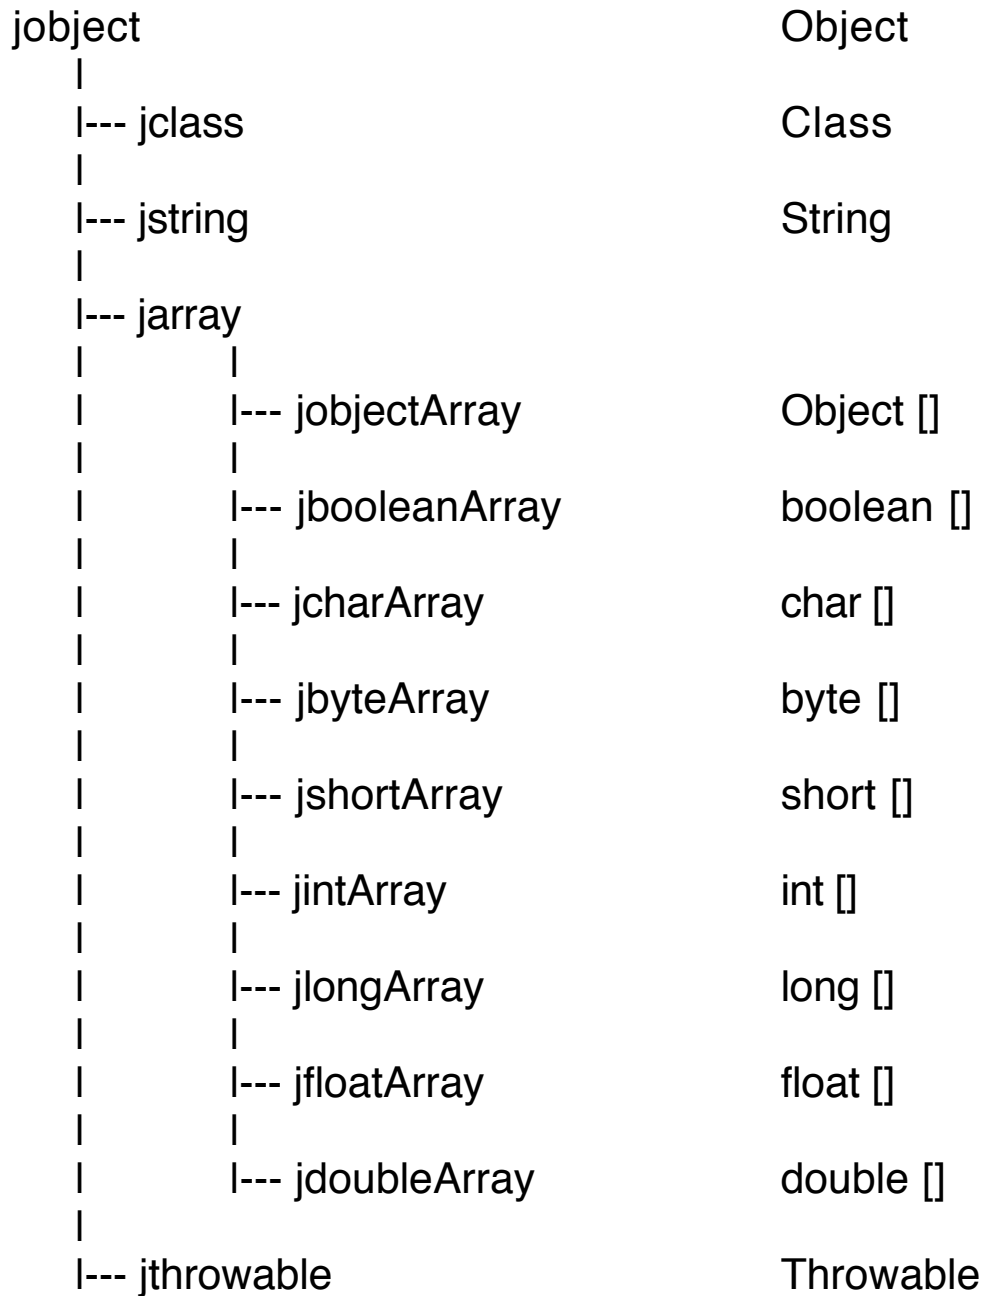 jobject Object
|
|--- jclass Class
|
|--- jstring String
|
|--- jarray
| |
| |--- jobjectArray Object []
| |
| |--- jbooleanArray boolean []
| |
| |--- jcharArray char []
| |
| |--- jbyteArray byte []
| |
| |--- jshortArray short []
| |
| |--- jintArray int []
| |
| |--- jlongArray long []
| |
| |--- jfloatArray float []
| |
| |--- jdoubleArray double []
|
|--- jthrowable Throwable